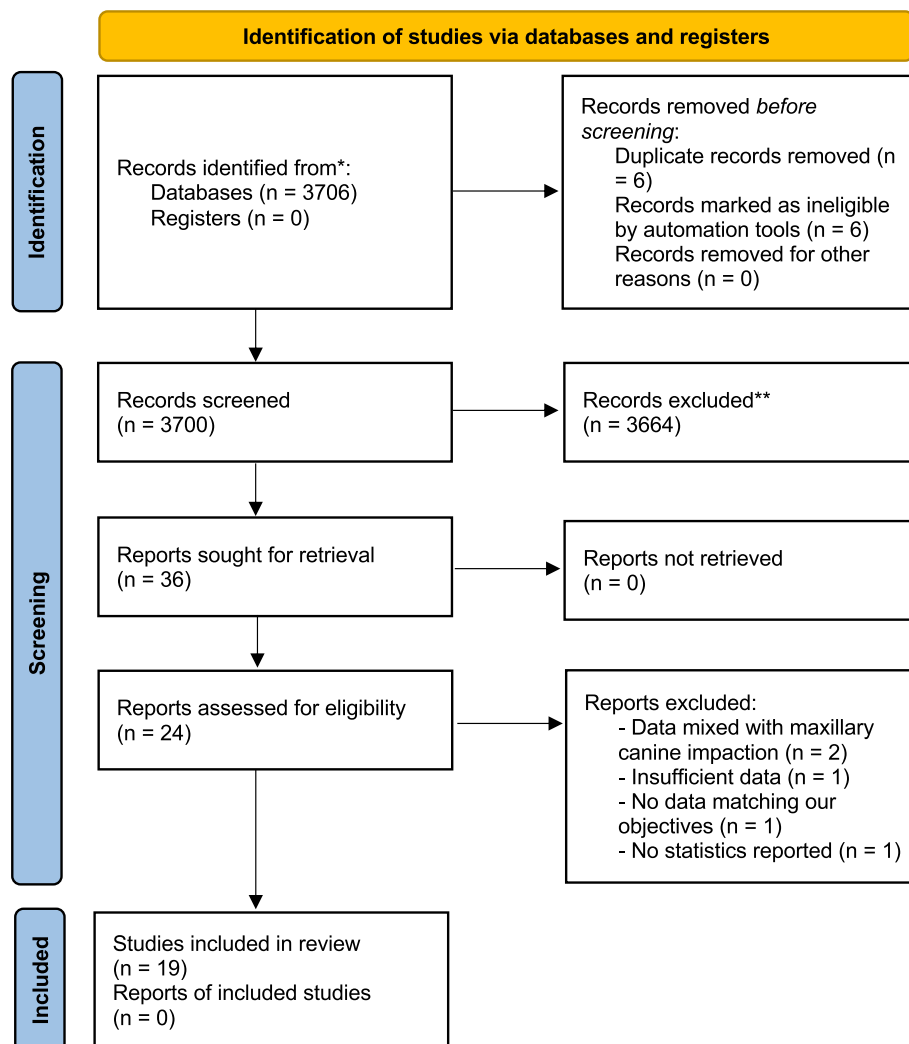 Identification of studies via databases and registers
Identification
Records identified from*:
Databases (n = 3706)
Registers (n = 0)
Records removed before
screening:
Duplicate records removed (n
= 6)
Records marked as ineligible
by automation tools (n = 6)
Records removed for other
reasons (n = 0)
Screening
Records screened
(n = 3700)
Records excluded**
(n = 3664)
Reports sought for retrieval
(n = 36)
Reports not retrieved
(n = 0)
Reports assessed for eligibility
(n = 24)
Reports excluded:
- Data mixed with maxillary
canine impaction (n = 2)
- Insufficient data (n = 1)
- No data matching our
objectives (n = 1)
- No statistics reported (n = 1)
Included
Studies included in review
(n = 19)
Reports of included studies
(n = 0)